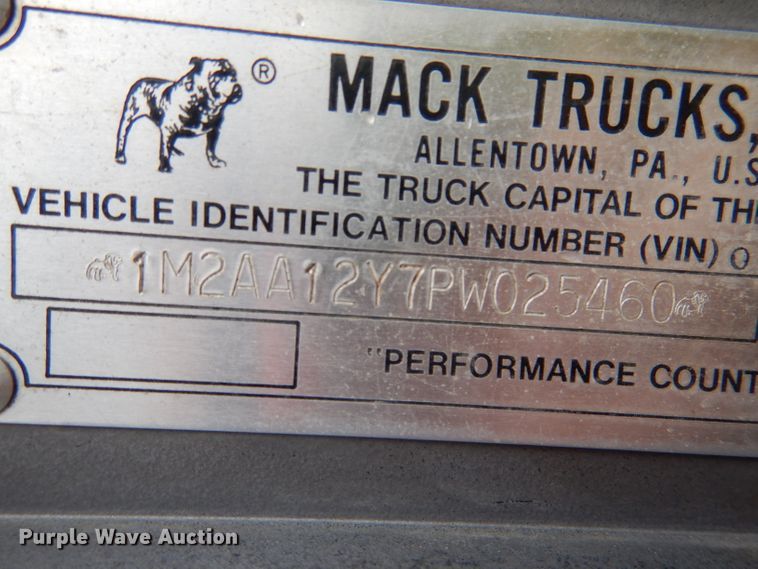 ®
MACK TRUCKS,
ALLENTOWN, PA., U.S
THE TRUCK CAPITAL OF TH
VEHICLE IDENTIFICATION NUMBER (VIN) O
1M2AA12Y7PW025460
"PERFORMANCE COUNT
Purple Wave Auction